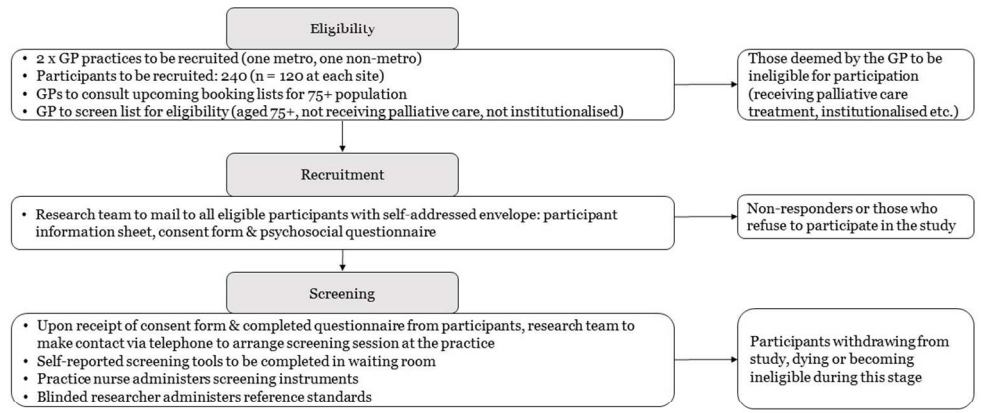 Eligibility
• 2 x GP practices to be recruited (one metro, one non-metro)
• Participants to be recruited: 240 (n = 120 at each site)
• GPs to consult upcoming booking lists for 75+ population
• GP to screen list for eligibility (aged 75+, not receiving palliative care, not institutionalised)
Those deemed by the GP to be
ineligible for participation
(receiving palliative care
treatment, institutionalised etc.)
Recruitment
• Research team to mail to all eligible participants with self-addressed envelope: participant
information sheet, consent form & psychosocial questionnaire
Non-responders or those who
refuse to participate in the study
Screening
• Upon receipt of consent form & completed questionnaire from participants, research team to
make contact via telephone to arrange screening session at the practice
• Self-reported screening tools to be completed in waiting room
• Practice nurse administers screening instruments
• Blinded researcher administers reference standards
Participants withdrawing from
study, dying or becoming
ineligible during this stage